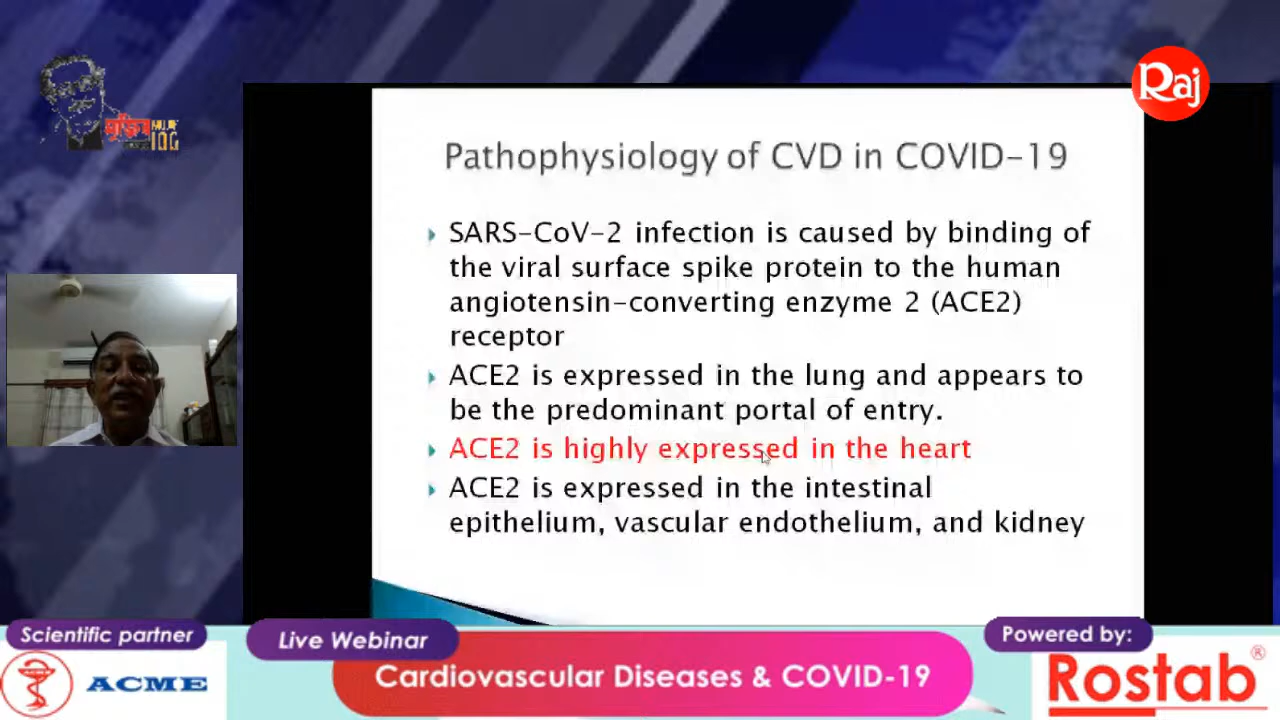 Raj
মুজিব
100
Pathophysiology of CVD in COVID-19
SARS-CoV-2 infection is caused by binding of
the viral surface spike protein to the human
angiotensin-converting enzyme 2 (ACE2)
receptor
ACE2 is expressed in the lung and appears to
be the predominant portal of entry.
ACE2 is highly expressed in the heart
ACE2 is expressed in the intestinal
epithelium, vascular endothelium, and kidney
Scientific partner
ACME
Live Webinar
Cardiovascular Diseases & COVID-19
Powered by:
Rostab®